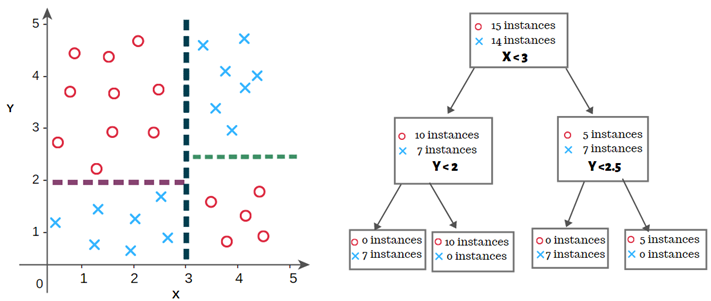 5
4
Y
3
2
1
0
1
2
3
4
5
X
15 instances
14 instances
X < 3
10 instances
7 instances
Y < 2
5 instances
7 instances
Y <2.5
0 instances
7 instances
10 instances
0 instances
0 instances
7 instances
5 instances
0 instances